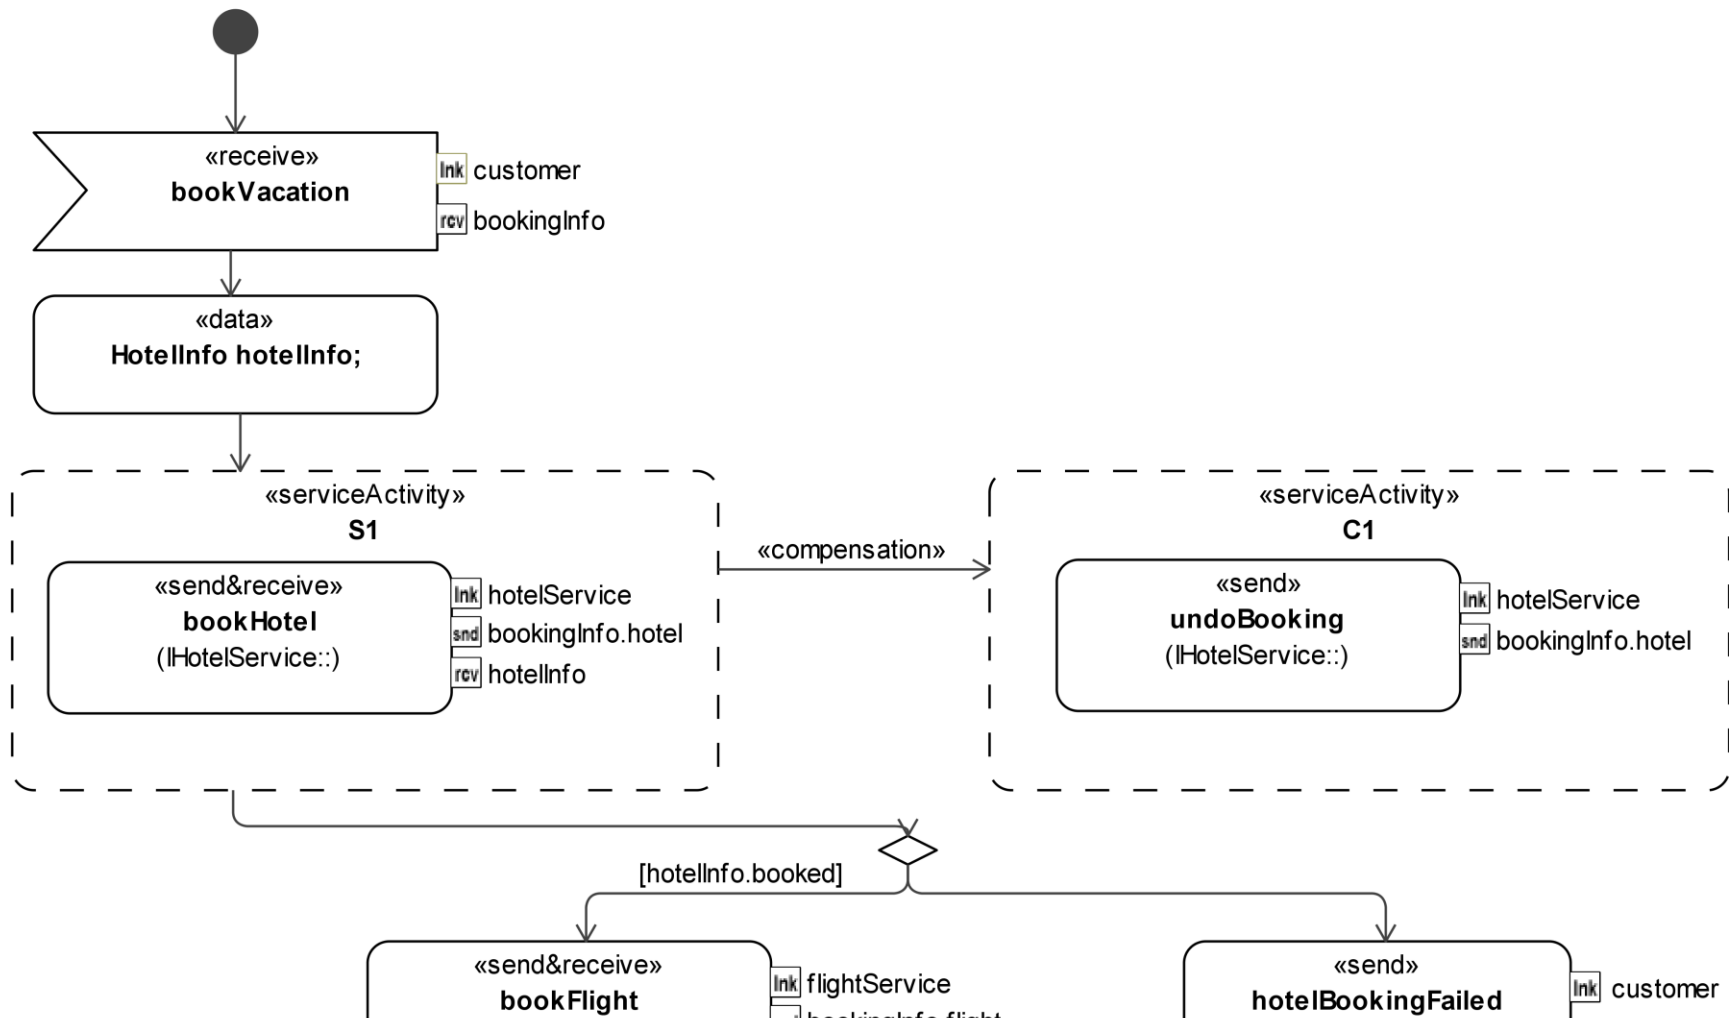 «receive»
bookVacation
lnk customer
rcv bookingInfo
«data»
HotelInfo hotelInfo;
«serviceActivity»
S1
«send&receive»
bookHotel
(IHotelService::)
lnk hotelService
snd bookingInfo.hotel
rcv hotelInfo
«compensation»
«serviceActivity»
C1
«send»
undoBooking
(IHotelService::)
lnk hotelService
snd bookingInfo.hotel
[hotelInfo.booked]
«send&receive»
bookFlight
lnk flightService
bookingInfo.flight
«send»
hotelBookingFailed
lnk customer